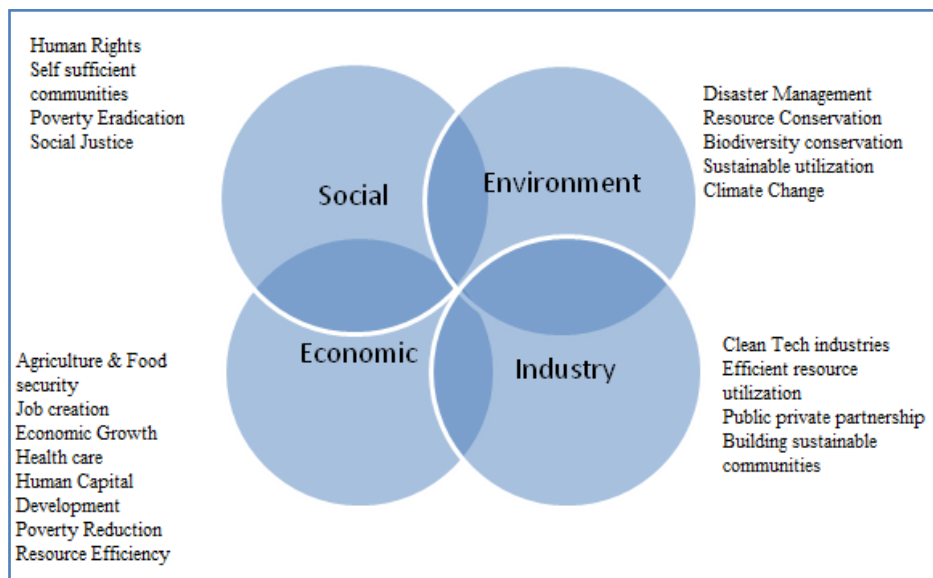 Human Rights
Self sufficient
communities
Poverty Eradication
Social Justice
Disaster Management
Resource Conservation
Biodiversity conservation
Sustainable utilization
Climate Change
Social
Environment
Economic
Industry
Agriculture & Food
security
Job creation
Economic Growth
Health care
Human Capital
Development
Poverty Reduction
Resource Efficiency
Clean Tech industries
Efficient resource
utilization
Public private partnership
Building sustainable
communities